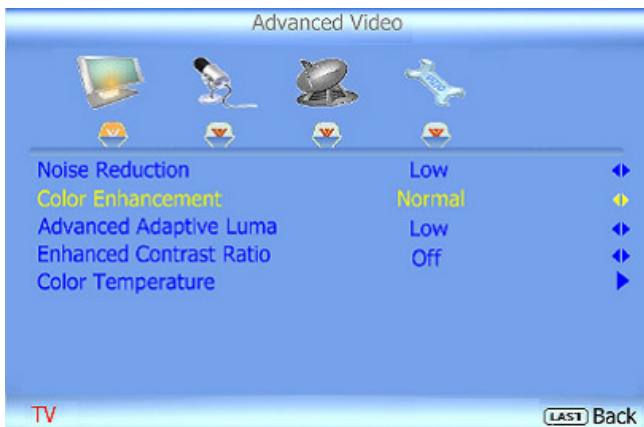 Advanced Video
VIZIO
Noise Reduction Low
Color Enhancement Normal
Advanced Adaptive Luma Low
Enhanced Contrast Ratio Off
Color Temperature
TV LAST Back